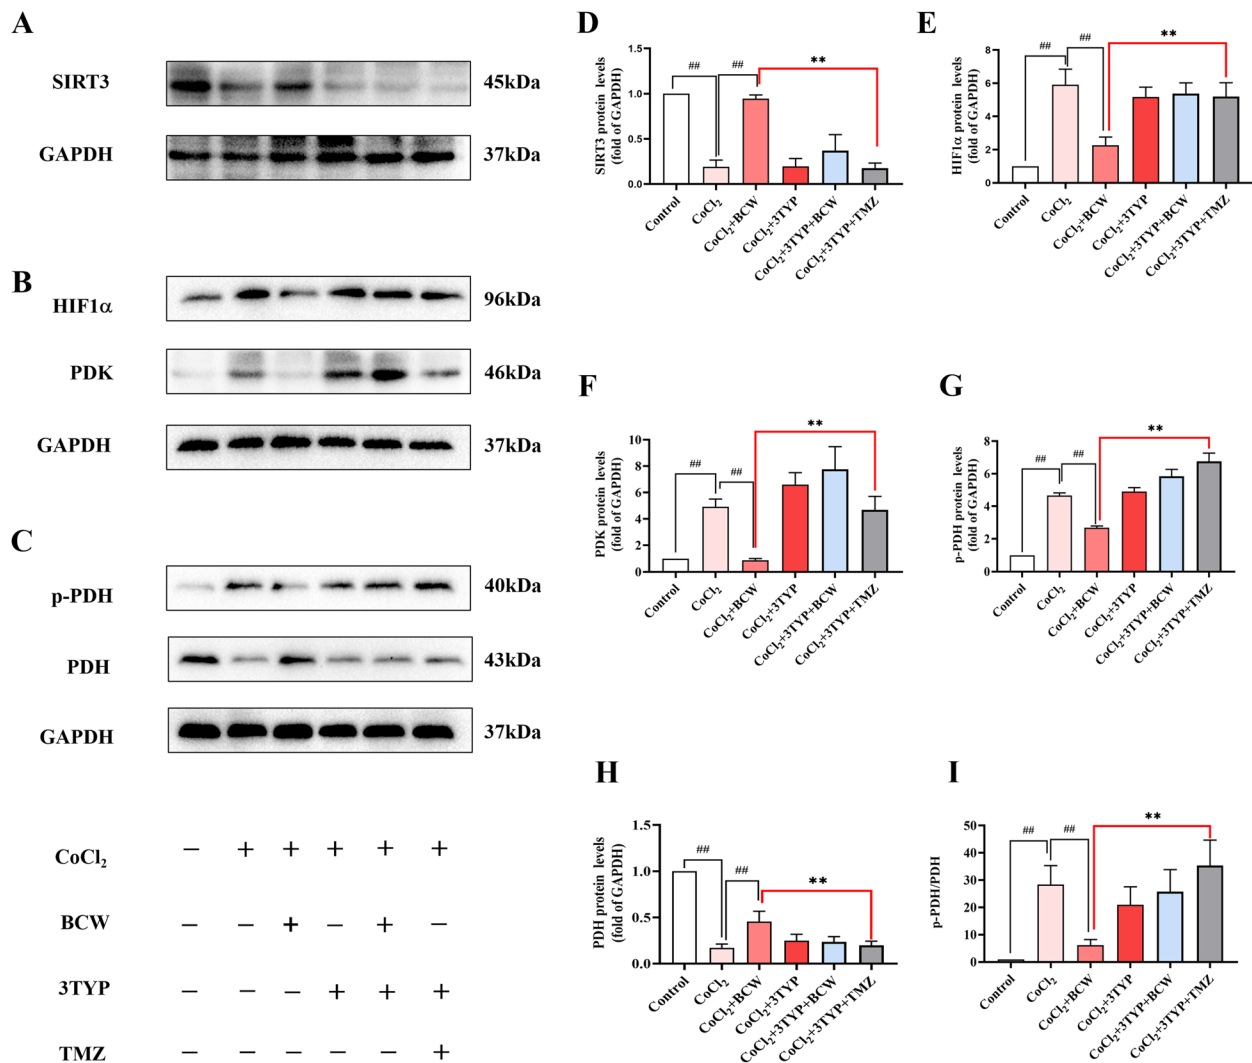 A
SIRT3
45kDa
GAPDH
37kDa
B
HIF1α
96kDa
PDK
46kDa
GAPDH
37kDa
C
p-PDH
40kDa
PDH
43kDa
GAPDH
37kDa
CoCl₂ − + + + + +
BCW − − + − + −
3TYP − − − + + +
TMZ − − − − − +
D
SIRT3 protein levels
(fold of GAPDH)
1.5
1.0
0.5
0.0
## ## **
Control
CoCl₂
CoCl₂+BCW
CoCl₂+3TYP
CoCl₂+3TYP+BCW
CoCl₂+3TYP+TMZ
E
HIF1α protein levels
(fold of GAPDH)
8
6
4
2
0
## ## **
Control
CoCl₂
CoCl₂+BCW
CoCl₂+3TYP
CoCl₂+3TYP+BCW
CoCl₂+3TYP+TMZ
F
PDK protein levels
(fold of GAPDH)
10
8
6
4
2
0
## ## **
Control
CoCl₂
CoCl₂+BCW
CoCl₂+3TYP
CoCl₂+3TYP+BCW
CoCl₂+3TYP+TMZ
G
p-PDH protein levels
(fold of GAPDH)
8
6
4
2
0
## ## **
Control
CoCl₂
CoCl₂+BCW
CoCl₂+3TYP
CoCl₂+3TYP+BCW
CoCl₂+3TYP+TMZ
H
PDH protein levels
(fold of GAPDH)
1.5
1.0
0.5
0.0
## ## **
Control
CoCl₂
CoCl₂+BCW
CoCl₂+3TYP
CoCl₂+3TYP+BCW
CoCl₂+3TYP+TMZ
I
p-PDH/PDH
50
40
30
20
10
0
## ## **
Control
CoCl₂
CoCl₂+BCW
CoCl₂+3TYP
CoCl₂+3TYP+BCW
CoCl₂+3TYP+TMZ